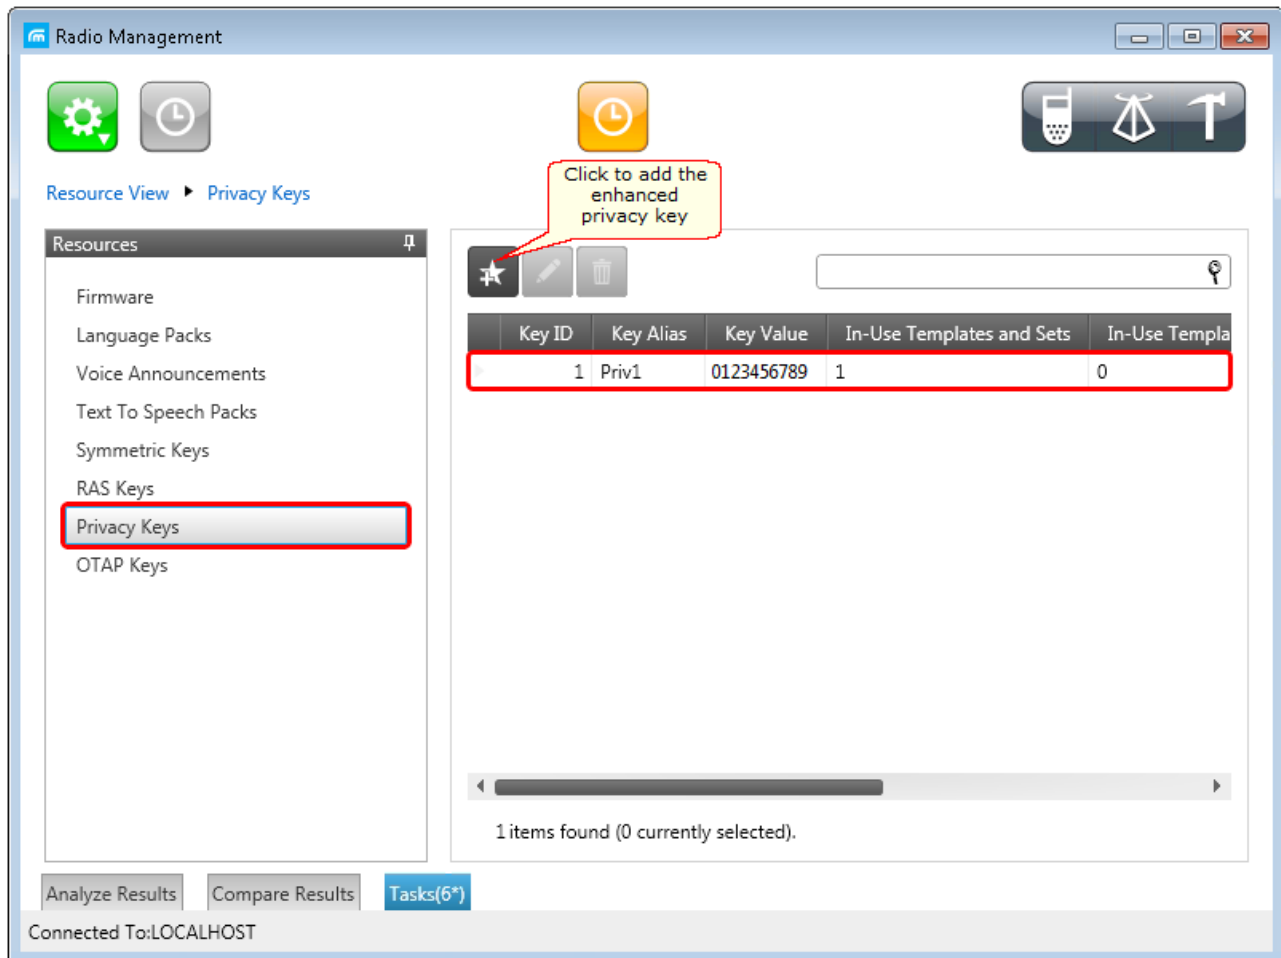 Radio Management
Click to add the
enhanced
privacy key
Resource View Privacy Keys
Resources
Firmware
Language Packs
Voice Announcements
Text To Speech Packs
Symmetric Keys
RAS Keys
Privacy Keys
OTAP Keys
Key ID Key Alias Key Value In-Use Templates and Sets In-Use Templa
1 Priv1 0123456789 1 0
1 items found (0 currently selected).
Analyze Results Compare Results Tasks(6*)
Connected To:LOCALHOST